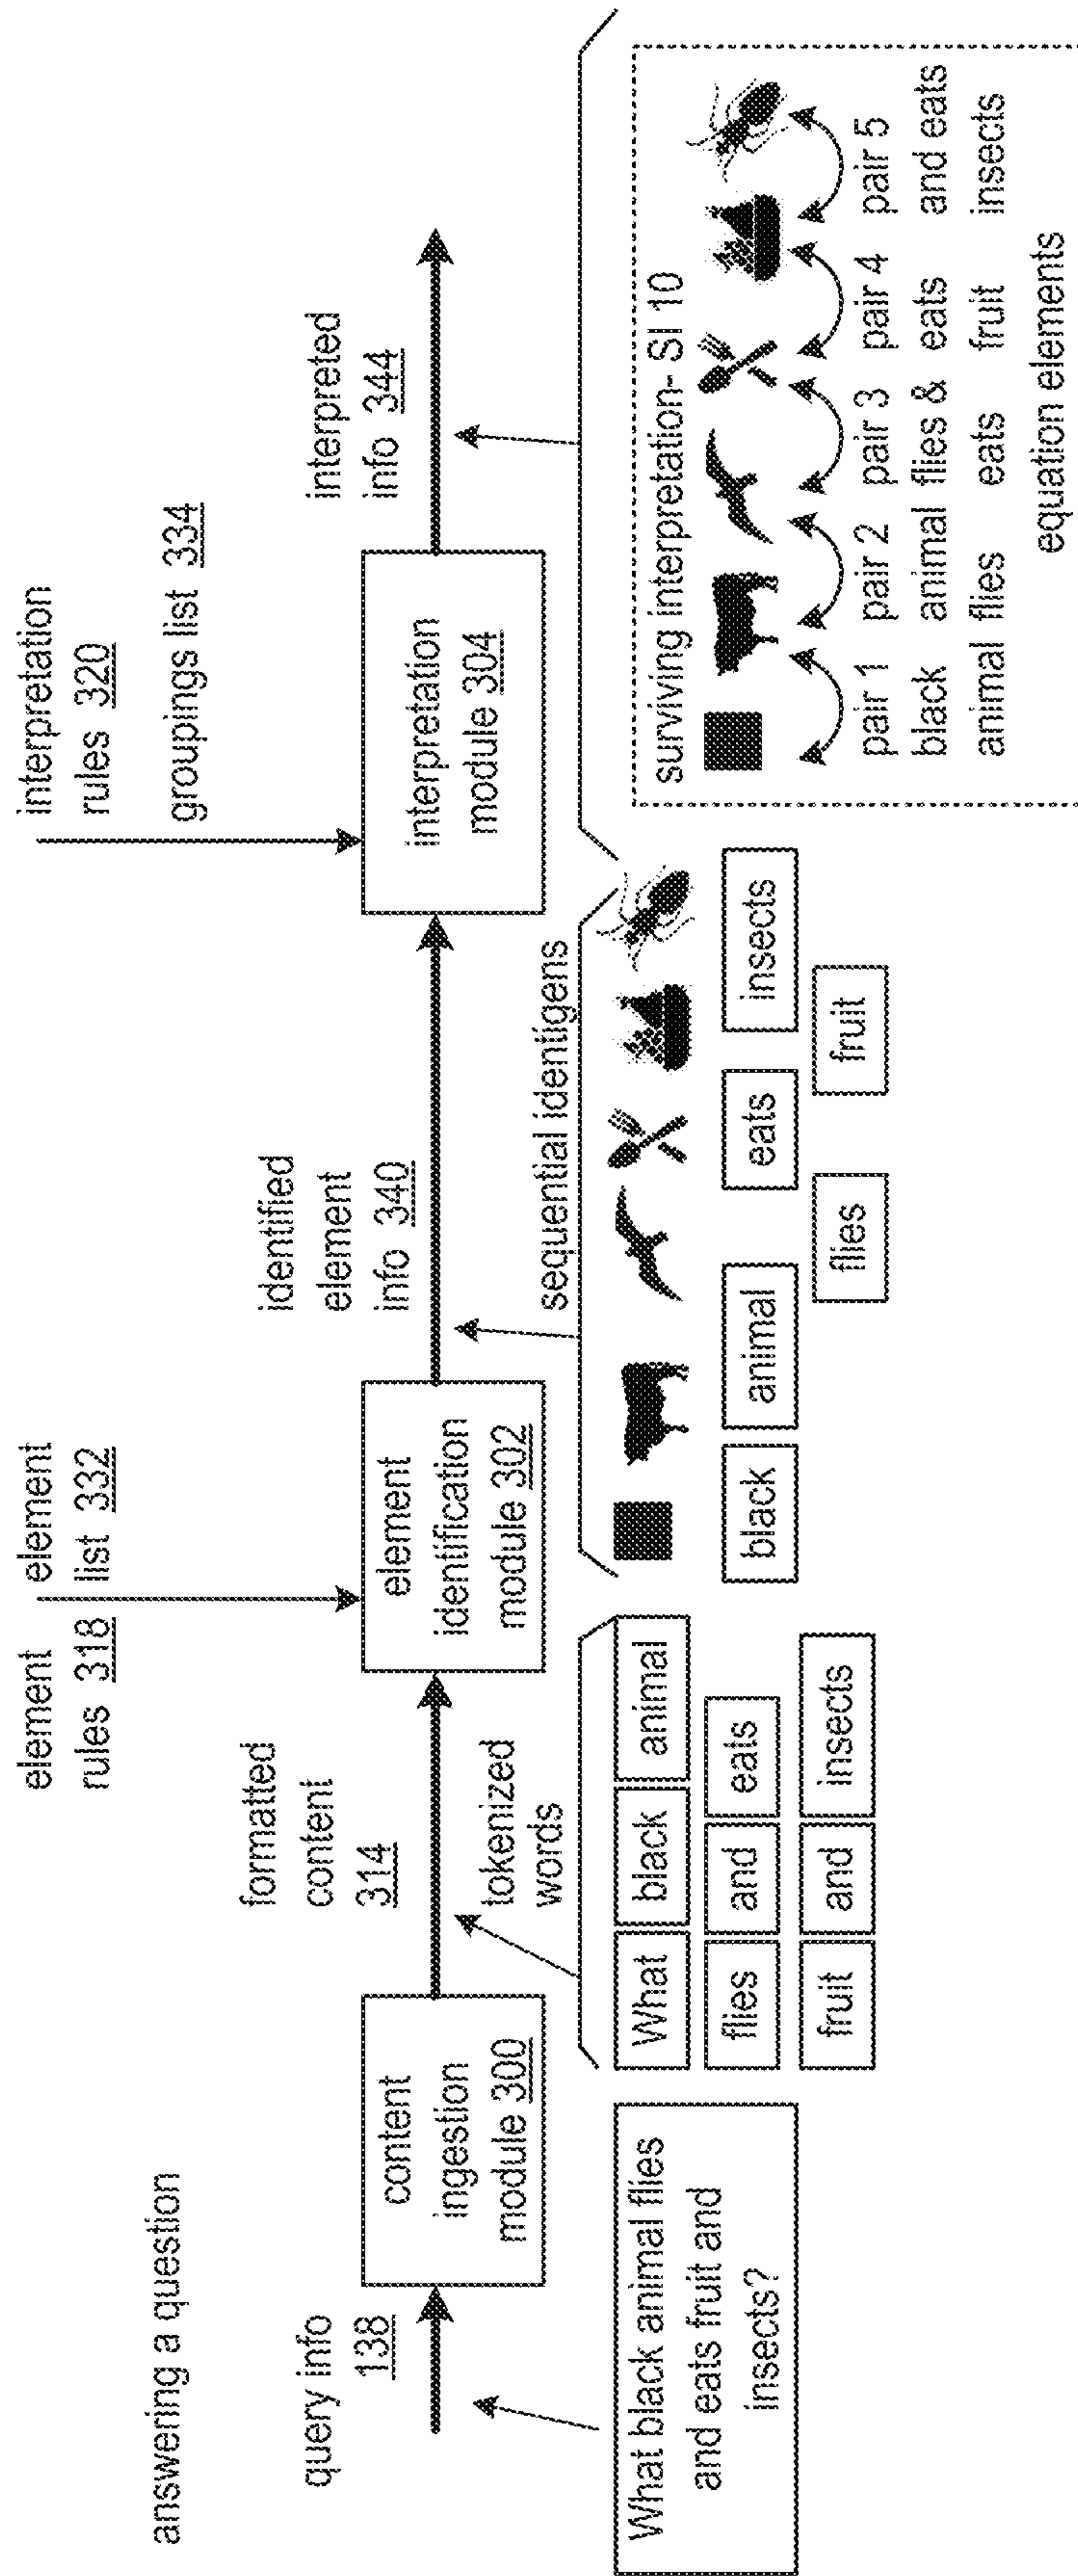 answering a question
query info
138
content
ingestion
module 300
formatted
content
314
element
rules 318
element
list 332
element
identification
module 302
identified
element
info 340
interpretation
rules 320
groupings list 334
interpretation
module 304
interpreted
info 344
What black animal flies
and eats fruit and
insects?
tokenized
words
What black animal
flies and eats
fruit and insects
sequential identigens
black animal eats insects
flies fruit
surviving interpretation- SI 10
pair 1 pair 2 pair 3 pair 4 pair 5
black animal flies & eats and eats
animal flies eats fruit insects
equation elements